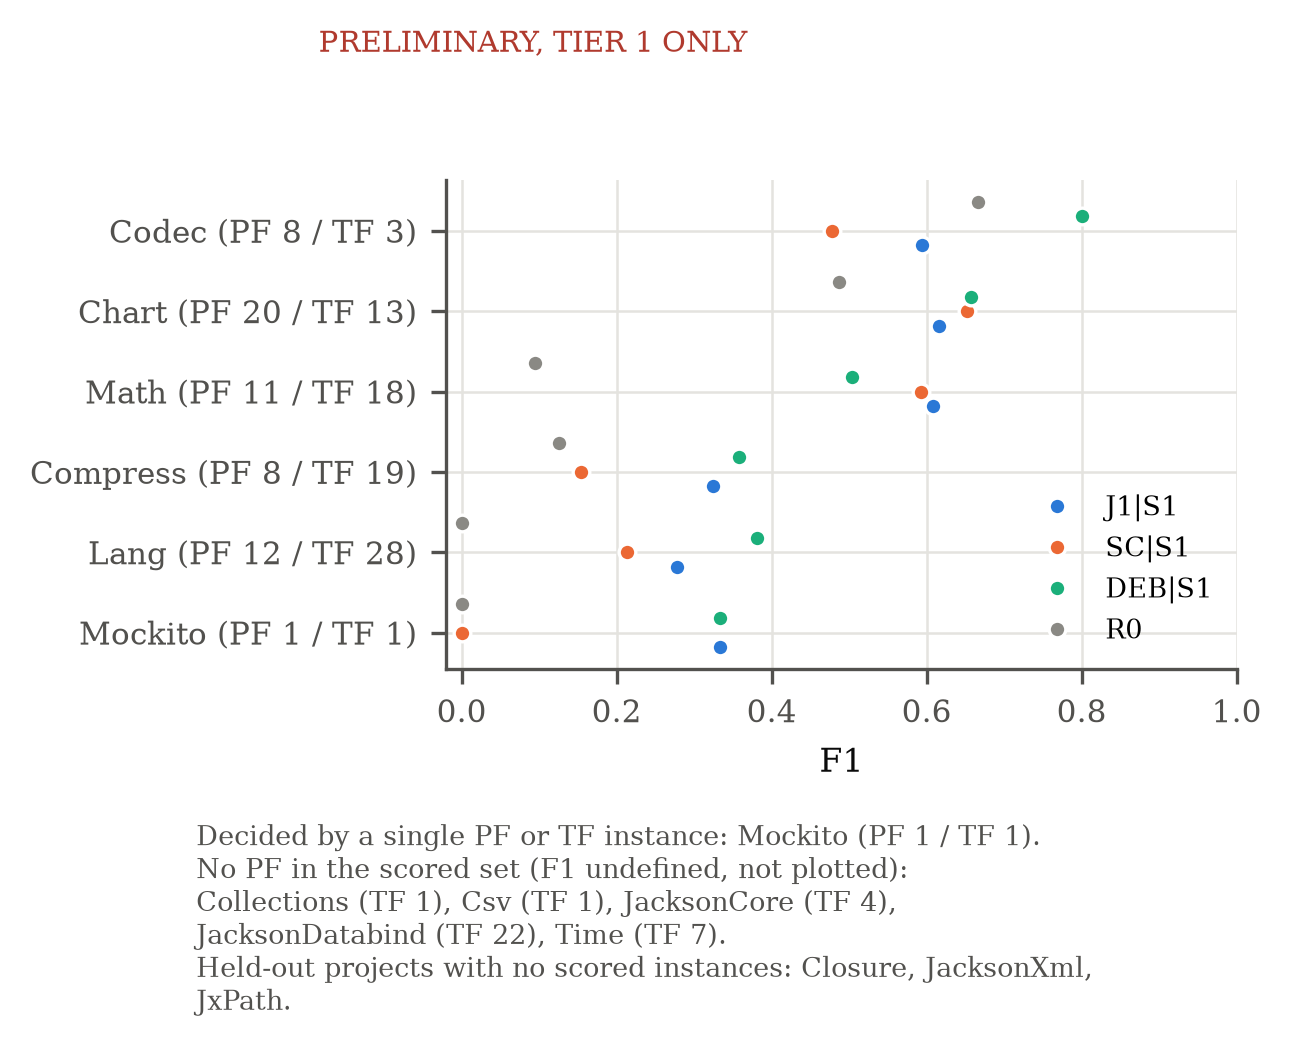 PRELIMINARY, TIER 1 ONLY
Codec (PF 8 / TF 3)
Chart (PF 20 / TF 13)
Math (PF 11 / TF 18)
Compress (PF 8 / TF 19)
Lang (PF 12 / TF 28)
Mockito (PF 1 / TF 1)
J1|S1
SC|S1
DEB|S1
R0
0.0 0.2 0.4 0.6 0.8 1.0
F1
Decided by a single PF or TF instance: Mockito (PF 1 / TF 1).
No PF in the scored set (F1 undefined, not plotted):
Collections (TF 1), Csv (TF 1), JacksonCore (TF 4),
JacksonDatabind (TF 22), Time (TF 7).
Held-out projects with no scored instances: Closure, JacksonXml,
JxPath.